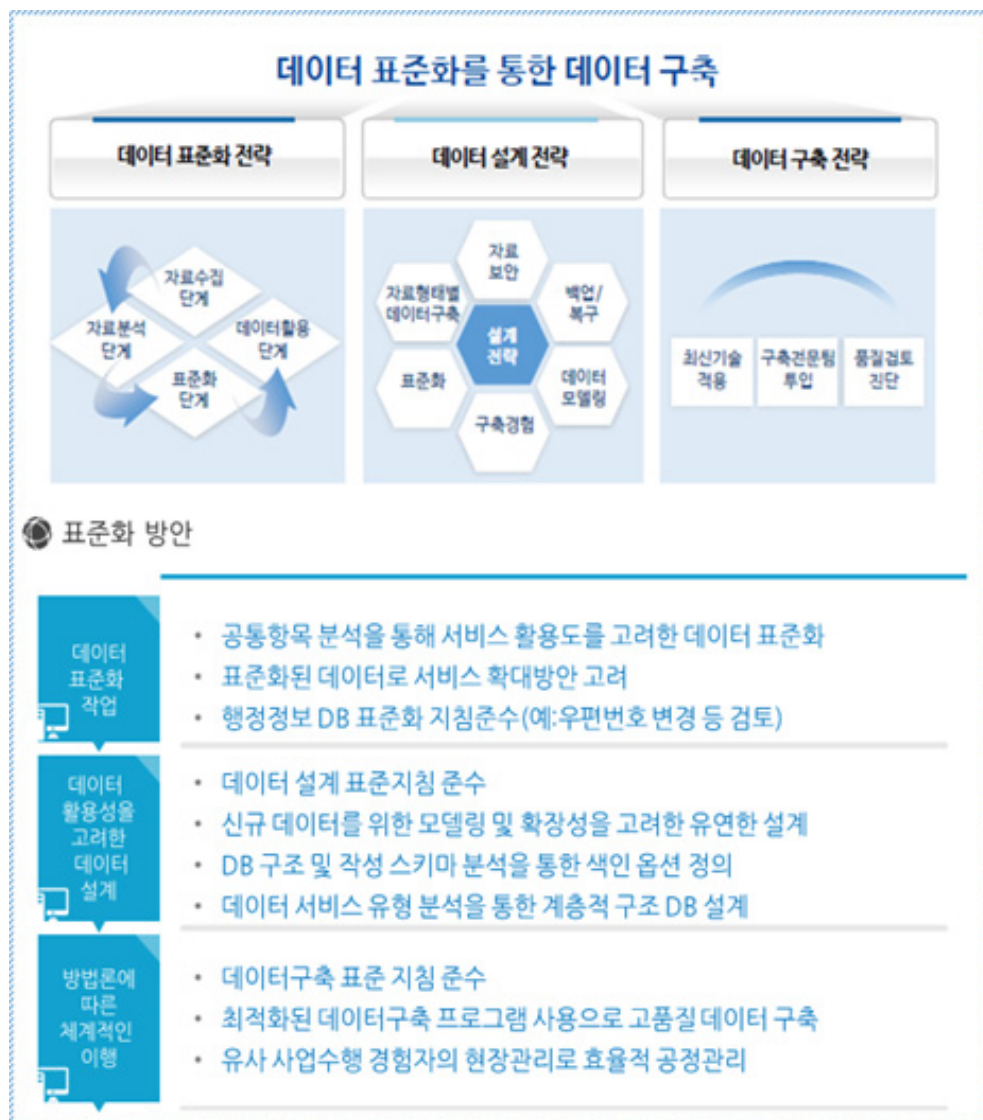 데이터 표준화를 통한 데이터 구축
데이터 표준화 전략
자료수집
단계
자료분석
단계
데이터활용
단계
표준화
단계
데이터 설계 전략
자료
보안
자료형태별
데이터구축
백업/
복구
설계
전략
표준화
데이터
모델링
구축경험
데이터 구축 전략
최신기술
적용
구축전문팀
투입
품질검토
진단
표준화 방안
데이터
표준화
작업
• 공통항목 분석을 통해 서비스 활용도를 고려한 데이터 표준화
• 표준화된 데이터로 서비스 확대방안 고려
• 행정정보 DB 표준화 지침준수(예:우편번호 변경 등 검토)
데이터
활용성을
고려한
데이터
설계
• 데이터 설계 표준지침 준수
• 신규 데이터를 위한 모델링 및 확장성을 고려한 유연한 설계
• DB 구조 및 작성 스키마 분석을 통한 색인 옵션 정의
• 데이터 서비스 유형 분석을 통한 계층적 구조 DB 설계
방법론에
따른
체계적인
이행
• 데이터구축 표준 지침 준수
• 최적화된 데이터구축 프로그램 사용으로 고품질 데이터 구축
• 유사 사업수행 경험자의 현장관리로 효율적 공정관리